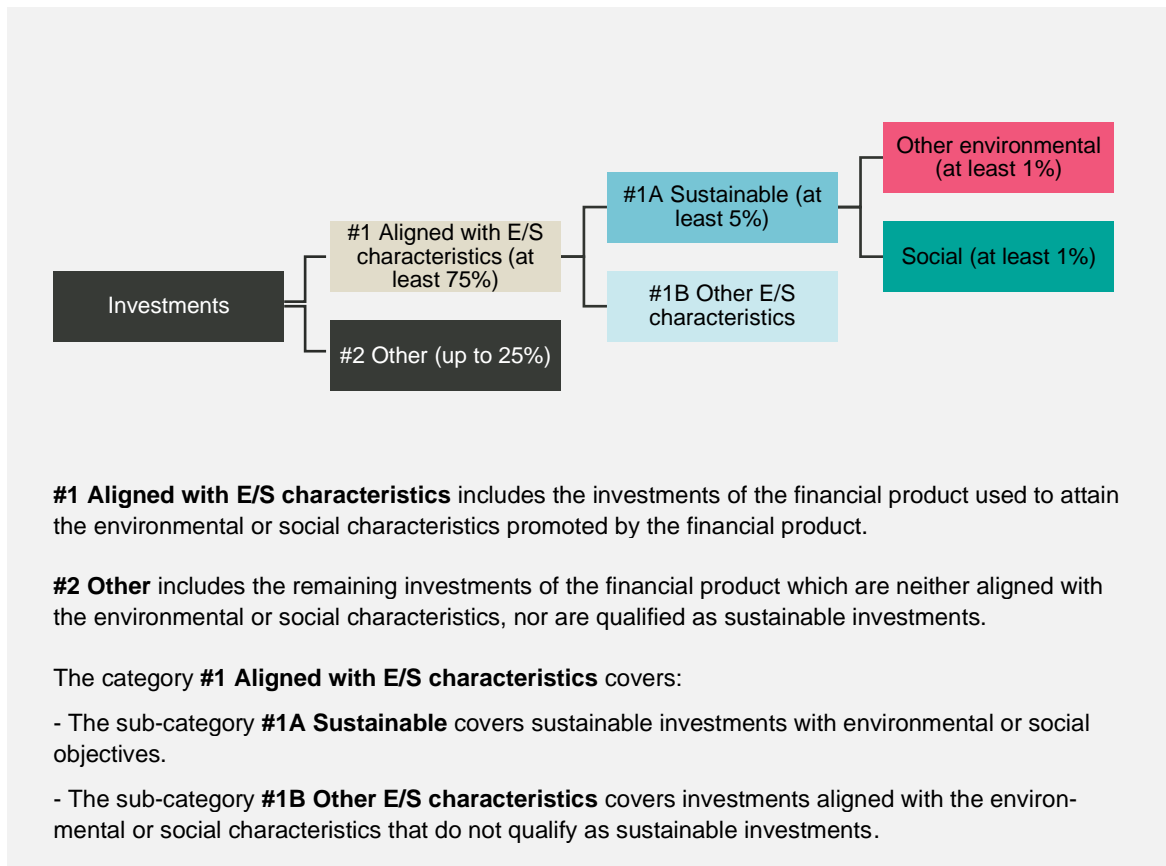 Other environmental
(at least 1%)
#1A Sustainable (at
least 5%)
#1 Aligned with E/S
characteristics (at
least 75%)
Social (at least 1%)
Investments
#1B Other E/S
characteristics
#2 Other (up to 25%)
#1 Aligned with E/S characteristics includes the investments of the financial product used to attain
the environmental or social characteristics promoted by the financial product.
#2 Other includes the remaining investments of the financial product which are neither aligned with
the environmental or social characteristics, nor are qualified as sustainable investments.
The category #1 Aligned with E/S characteristics covers:
- The sub-category #1A Sustainable covers sustainable investments with environmental or social
objectives.
- The sub-category #1B Other E/S characteristics covers investments aligned with the environ-
mental or social characteristics that do not qualify as sustainable investments.